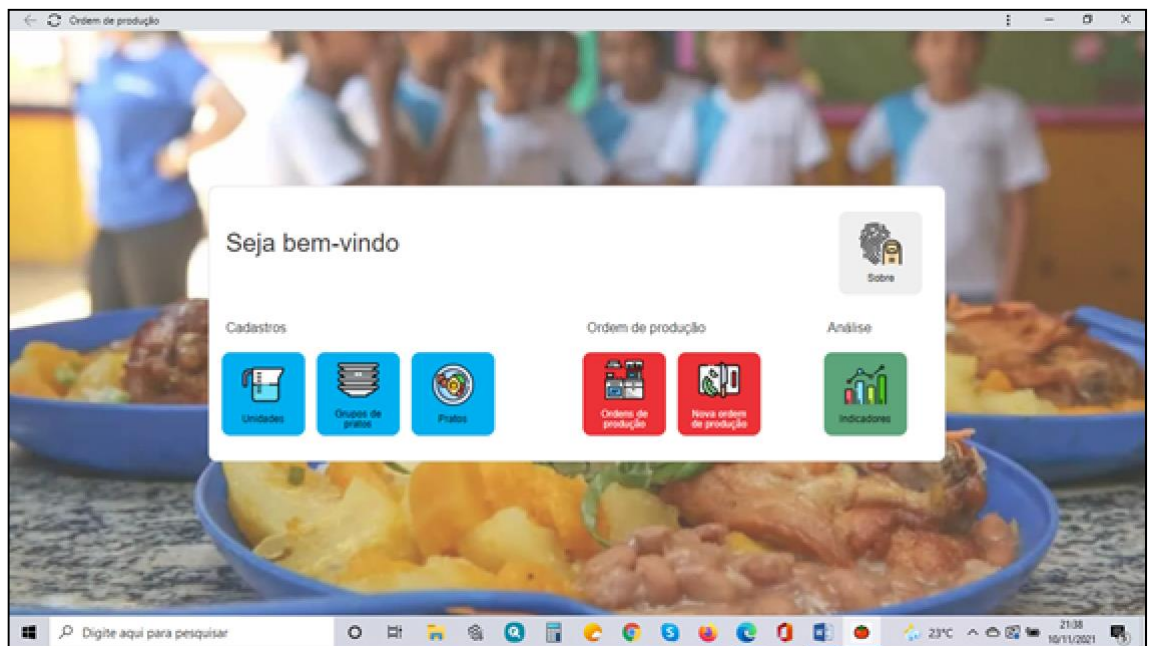 Ordem de produção
Seja bem-vindo
Sobre
Cadastros
Ordem de produção
Análise
Unidades
Grupos de
pratos
Pratos
Ordens de
produção
Nova ordem
de produção
Indicadores
Digite aqui para pesquisar
23°C
21:38
10/11/2021